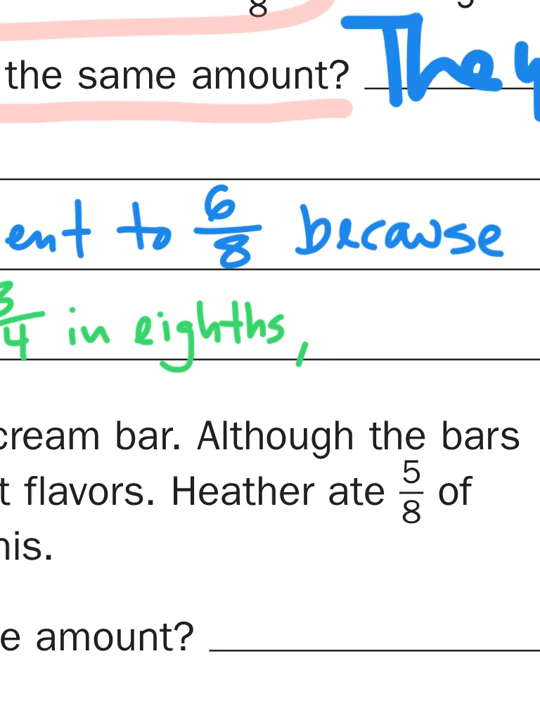 8
the same amount? They
ent to 6/8 because
3/4 in eighths,
cream bar. Although the bars
t flavors. Heather ate 5/8 of
his.
e amount?